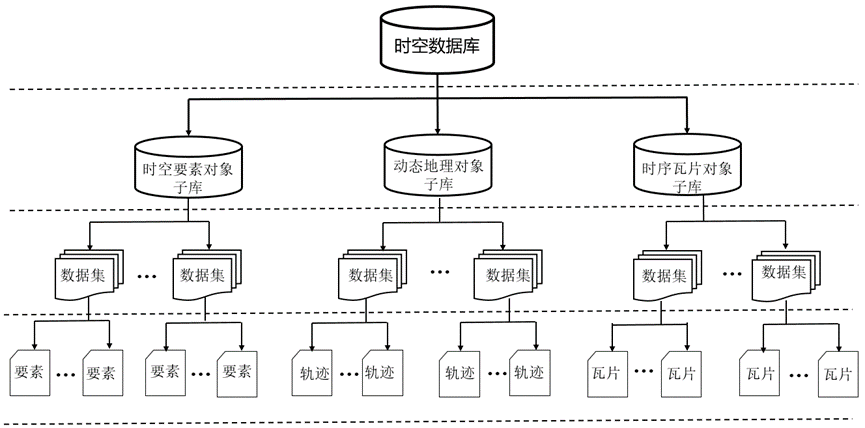 时空数据库
时空要素对象
子库
动态地理对象
子库
时序瓦片对象
子库
数据集
...
数据集
数据集
...
数据集
数据集
...
数据集
要素
...
要素
要素
...
要素
轨迹
...
轨迹
轨迹
...
轨迹
瓦片
...
瓦片
瓦片
...
瓦片